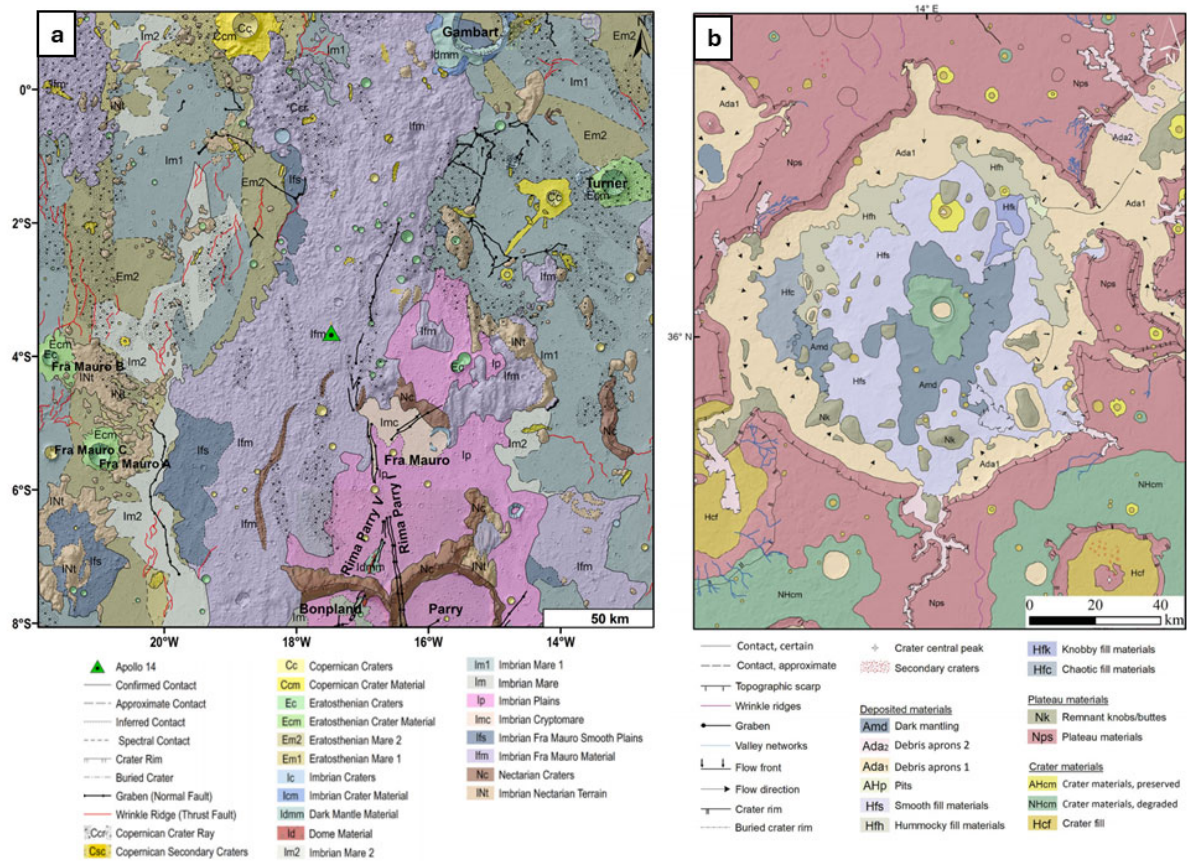 a
N
Cc
Ccm
Im2
Im1
Idmm
Gambart
Em2
Ifm
INt
Im1
0°
Ccr
Ifm
Em2
Im1
Em2
Ifs
Turner
Ecm
Cc
2°S
Em2
Ifm
Ifm
INt
Ifm
Ecm
Ec
Im2
Ip
Im1
4°S
Fra Mauro B
INt
Ec
Ifm
Nc
Imc
Im2
Nc
Ecm
Fra Mauro C
Fra Mauro A
Ifs
Ifm
Fra Mauro
Ip
Ip
6°S
Im2
Ifm
Nc
Rima Parry V
Rima Parry I
INt
Ifs
Idmm
Nc
INt
Ifm
Bonpland
Parry
Im
8°S
50 km
20°W
18°W
16°W
14°W
Apollo 14
Confirmed Contact
Approximate Contact
Inferred Contact
Spectral Contact
Crater Rim
Buried Crater
Graben (Normal Fault)
Wrinkle Ridge (Thrust Fault)
Ccr Copernican Crater Ray
Csc Copernican Secondary Craters
Cc Copernican Craters
Ccm Copernican Crater Material
Ec Eratosthenian Craters
Ecm Eratosthenian Crater Material
Em2 Eratosthenian Mare 2
Em1 Eratosthenian Mare 1
Ic Imbrian Craters
Icm Imbrian Crater Material
Idmm Dark Mantle Material
Id Dome Material
Im2 Imbrian Mare 2
Im1 Imbrian Mare 1
Im Imbrian Mare
Ip Imbrian Plains
Imc Imbrian Cryptomare
Ifs Imbrian Fra Mauro Smooth Plains
Ifm Imbrian Fra Mauro Material
Nc Nectarian Craters
INt Imbrian Nectarian Terrain
b
14° E
N
Nps
Ada1
Ada2
Nps
Ada1
Hfh
Hfh
Hfk
Ada1
Hfs
Hfc
Nps
36°
Amd
Hfs
Amd
Nk
Nk
Ada1
NHcm
Hcf
Hcf
NHcm
Nps
0 20 40
km
Contact, certain
Contact, approximate
Topographic scarp
Wrinkle ridges
Graben
Valley networks
Flow front
Flow direction
Crater rim
Buried crater rim
Crater central peak
Secondary craters
Deposited materials
Amd Dark mantling
Ada2 Debris aprons 2
Ada1 Debris aprons 1
AHp Pits
Hfs Smooth fill materials
Hfh Hummocky fill materials
Hfk Knobby fill materials
Hfc Chaotic fill materials
Plateau materials
Nk Remnant knobs/buttes
Nps Plateau materials
Crater materials
AHcm Crater materials, preserved
NHcm Crater materials, degraded
Hcf Crater fill